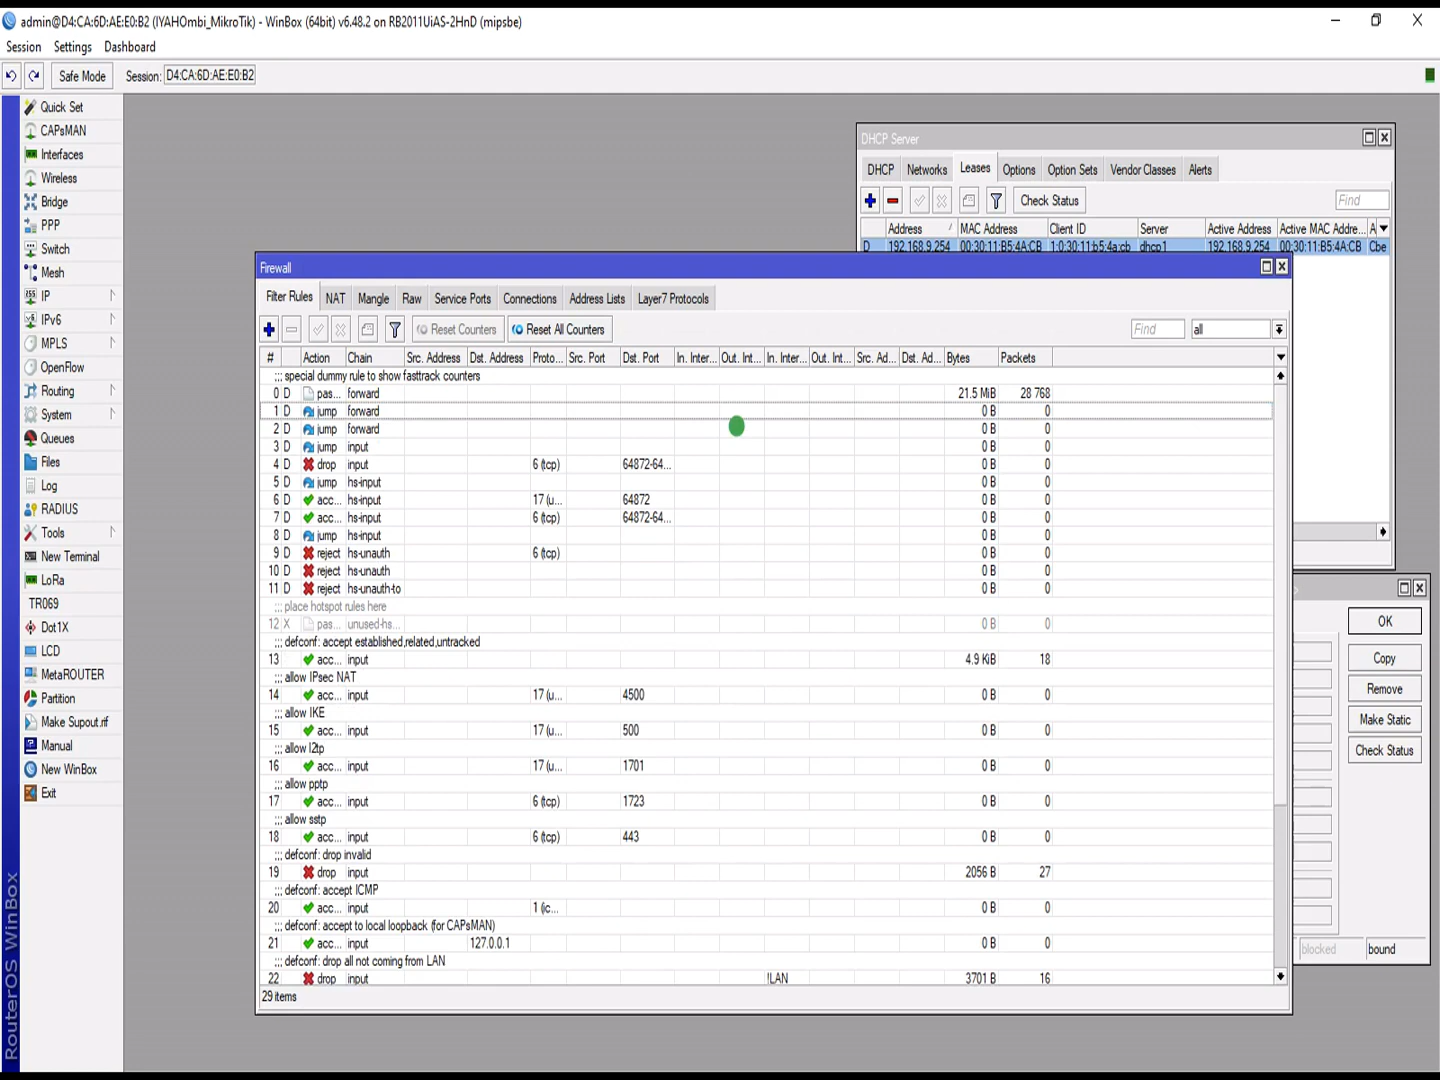 admin@D4:CA:6D:AE:E0:B2 (IYAHOmbi_MikroTik) - WinBox (64bit) v6.48.2 on RB2011UiAS-2HnD (mipsbe)
Session Settings Dashboard
Safe Mode Session: D4:CA:6D:AE:E0:B2
Quick Set
CAPsMAN
Interfaces
Wireless
Bridge
PPP
Switch
Mesh
IP
IPv6
MPLS
OpenFlow
Routing
System
Queues
Files
Log
RADIUS
Tools
New Terminal
LoRa
TR069
Dot1X
LCD
MetaROUTER
Partition
Make Supout.rif
Manual
New WinBox
Exit
RouterOS WinBox
DHCP Server
DHCP Networks Leases Options Option Sets Vendor Classes Alerts
Check Status Find
Address MAC Address Client ID Server Active Address Active MAC Addre... A
D 192.168.9.254 00:30:11:B5:4A:CB 1:0:30:11:b5:4a:cb dhcp1 192.168.9.254 00:30:11:B5:4A:CB Cbe
Firewall
Filter Rules NAT Mangle Raw Service Ports Connections Address Lists Layer7 Protocols
Reset Counters Reset All Counters Find all
# Action Chain Src. Address Dst. Address Proto... Src. Port Dst. Port In. Inter... Out. Int... In. Inter... Out. Int... Src. Ad... Dst. Ad... Bytes Packets
;;; special dummy rule to show fasttrack counters
0 D pas... forward 21.5 MiB 28 768
1 D jump forward 0 B 0
2 D jump forward 0 B 0
3 D jump input 0 B 0
4 D drop input 6 (tcp) 64872-64... 0 B 0
5 D jump hs-input 0 B 0
6 D acc... hs-input 17 (u... 64872 0 B 0
7 D acc... hs-input 6 (tcp) 64872-64... 0 B 0
8 D jump hs-input 0 B 0
9 D reject hs-unauth 6 (tcp) 0 B 0
10 D reject hs-unauth 0 B 0
11 D reject hs-unauth-to 0 B 0
;;; place hotspot rules here
12 X pas... unused-hs... 0 B 0
;;; defconf: accept established,related,untracked
13 acc... input 4.9 KiB 18
;;; allow IPsec NAT
14 acc... input 17 (u... 4500 0 B 0
;;; allow IKE
15 acc... input 17 (u... 500 0 B 0
;;; allow l2tp
16 acc... input 17 (u... 1701 0 B 0
;;; allow pptp
17 acc... input 6 (tcp) 1723 0 B 0
;;; allow sstp
18 acc... input 6 (tcp) 443 0 B 0
;;; defconf: drop invalid
19 drop input 2056 B 27
;;; defconf: accept ICMP
20 acc... input 1 (ic... 0 B 0
;;; defconf: accept to local loopback (for CAPsMAN)
21 acc... input 127.0.0.1 0 B 0
;;; defconf: drop all not coming from LAN
22 drop input !LAN 3701 B 16
29 items
OK
Copy
Remove
Make Static
Check Status
blocked bound